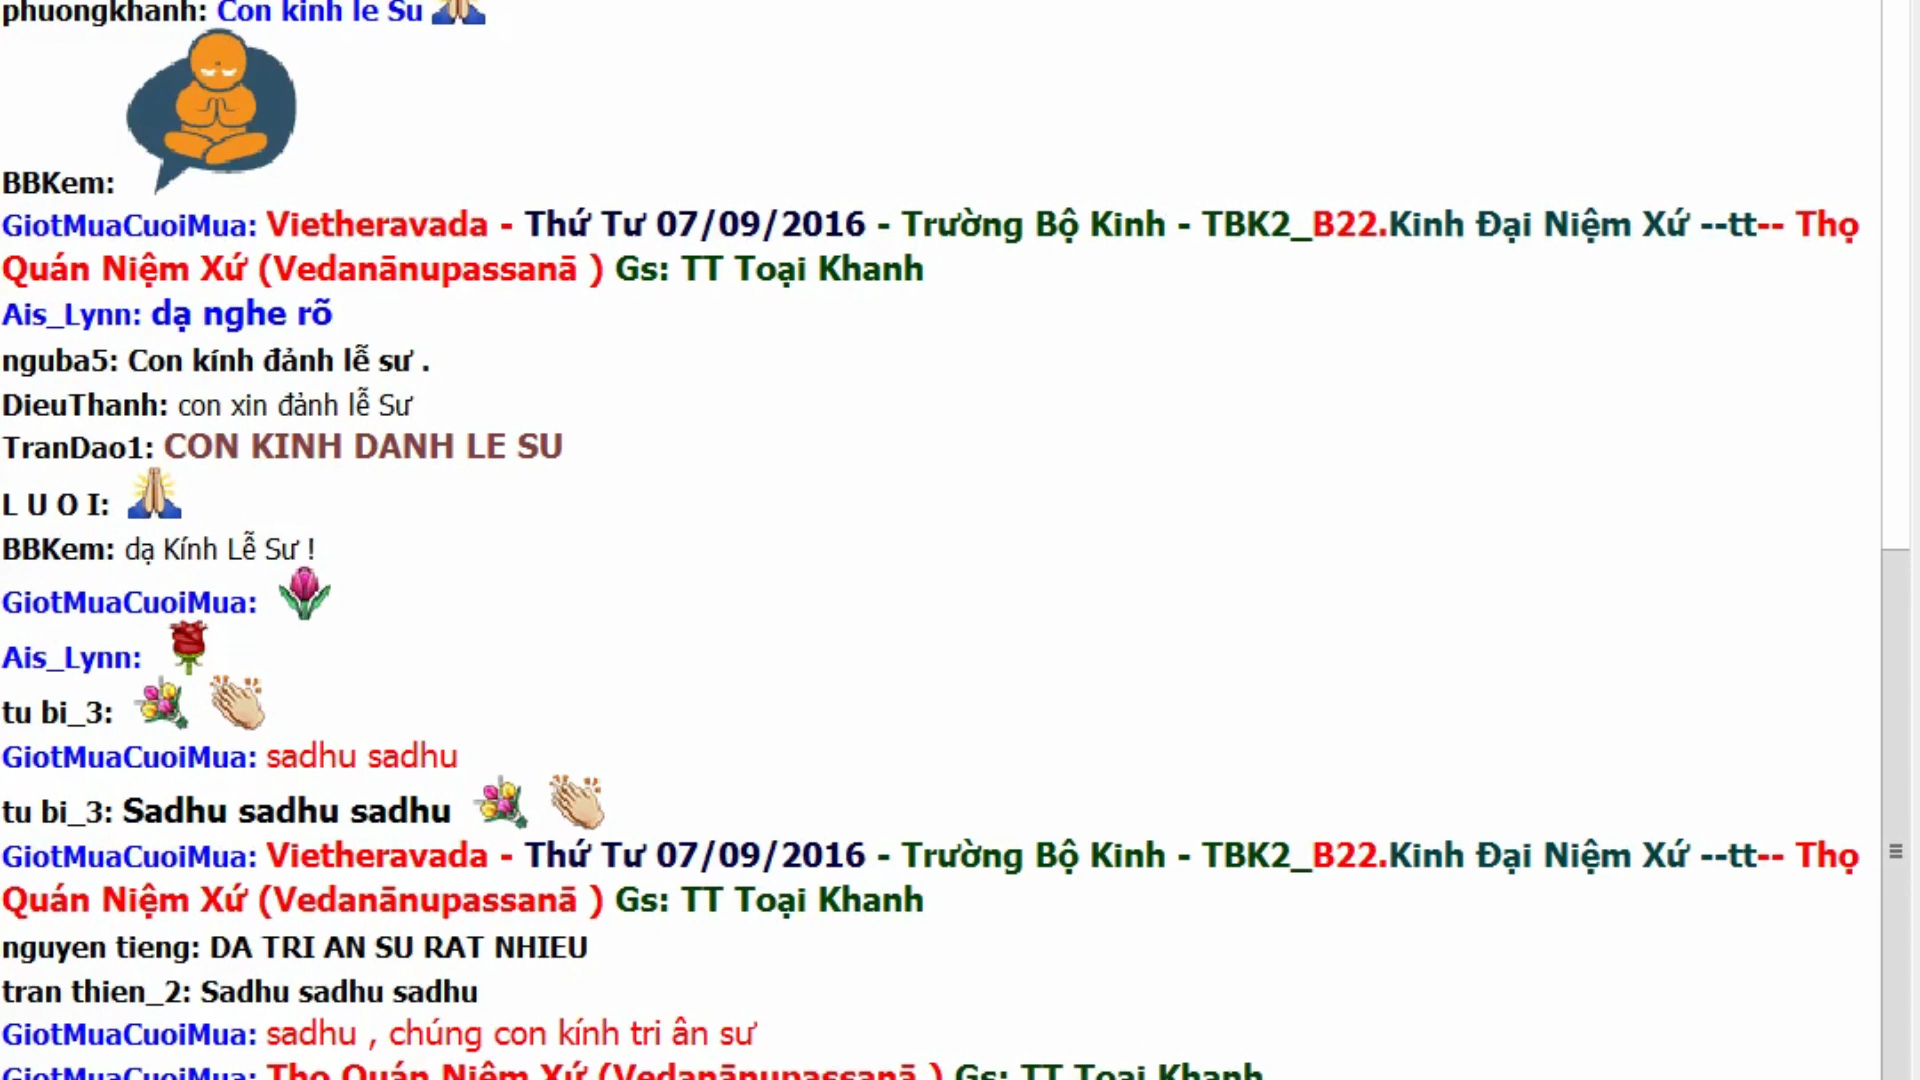 phuongkhanh: Con kinh le Su
BBKem:
GiotMuaCuoiMua: Vietheravada - Thứ Tư 07/09/2016 - Trường Bộ Kinh - TBK2_B22.Kinh Đại Niệm Xứ --tt-- Thọ
Quán Niệm Xứ (Vedanānupassanā ) Gs: TT Toại Khanh
Ais_Lynn: dạ nghe rõ
nguba5: Con kính đảnh lễ sư .
DieuThanh: con xin đảnh lễ Sư
TranDao1: CON KINH DANH LE SU
L U O I:
BBKem: dạ Kính Lễ Sư !
GiotMuaCuoiMua:
Ais_Lynn:
tu bi_3:
GiotMuaCuoiMua: sadhu sadhu
tu bi_3: Sadhu sadhu sadhu
GiotMuaCuoiMua: Vietheravada - Thứ Tư 07/09/2016 - Trường Bộ Kinh - TBK2_B22.Kinh Đại Niệm Xứ --tt-- Thọ
Quán Niệm Xứ (Vedanānupassanā ) Gs: TT Toại Khanh
nguyen tieng: DA TRI AN SU RAT NHIEU
tran thien_2: Sadhu sadhu sadhu
GiotMuaCuoiMua: sadhu , chúng con kính tri ân sư
GiotMuaCuoiMua: Thọ Quán Niệm Xứ (Vedanānupassanā ) Gs: TT Toại Khanh